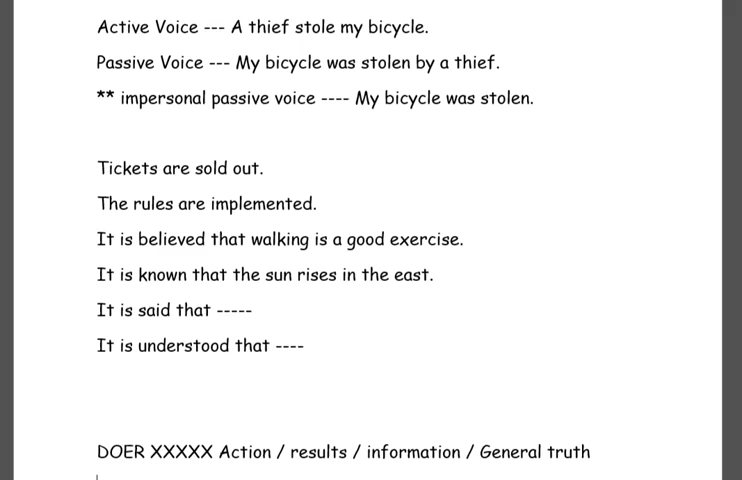 Active Voice --- A thief stole my bicycle.
Passive Voice --- My bicycle was stolen by a thief.
** impersonal passive voice ---- My bicycle was stolen.
Tickets are sold out.
The rules are implemented.
It is believed that walking is a good exercise.
It is known that the sun rises in the east.
It is said that -----
It is understood that ----
DOER XXXXX Action / results / information / General truth